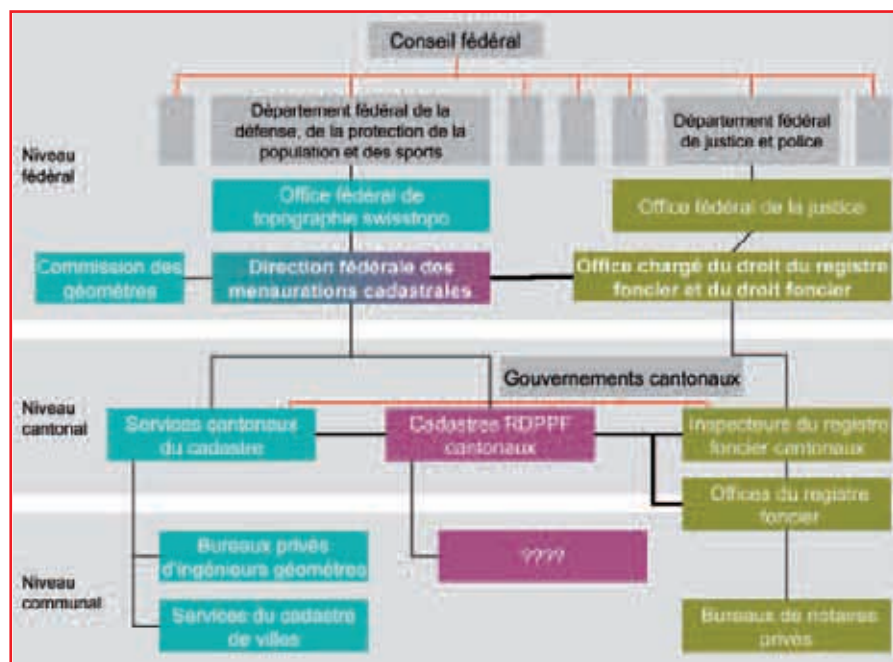 Conseil fédéral
Département fédéral de la
défense, de la protection de la
population et des sports
Département fédéral
de justice et police
Niveau
fédéral
Office fédéral de
topographie swisstopo
Office fédéral de la justice
Commission des
géomètres
Direction fédérale des
mensurations cadastrales
Office chargé du droit du registre
foncier et du droit foncier
Gouvernements cantonaux
Niveau
cantonal
Services cantonaux
du cadastre
Cadastres RDPPF
cantonaux
Inspecteurs du registre
foncier cantonaux
Offices du registre
foncier
Bureaux privés
d'ingénieurs géomètres
????
Niveau
communal
Services du cadastre
de villes
Bureaux de notaires
privés